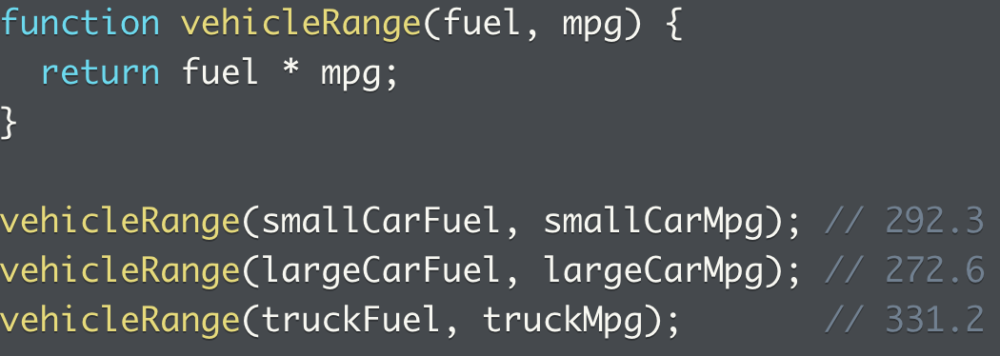 function vehicleRange(fuel, mpg) {
  return fuel * mpg;
}

vehicleRange(smallCarFuel, smallCarMpg); // 292.3
vehicleRange(largeCarFuel, largeCarMpg); // 272.6
vehicleRange(truckFuel, truckMpg);       // 331.2